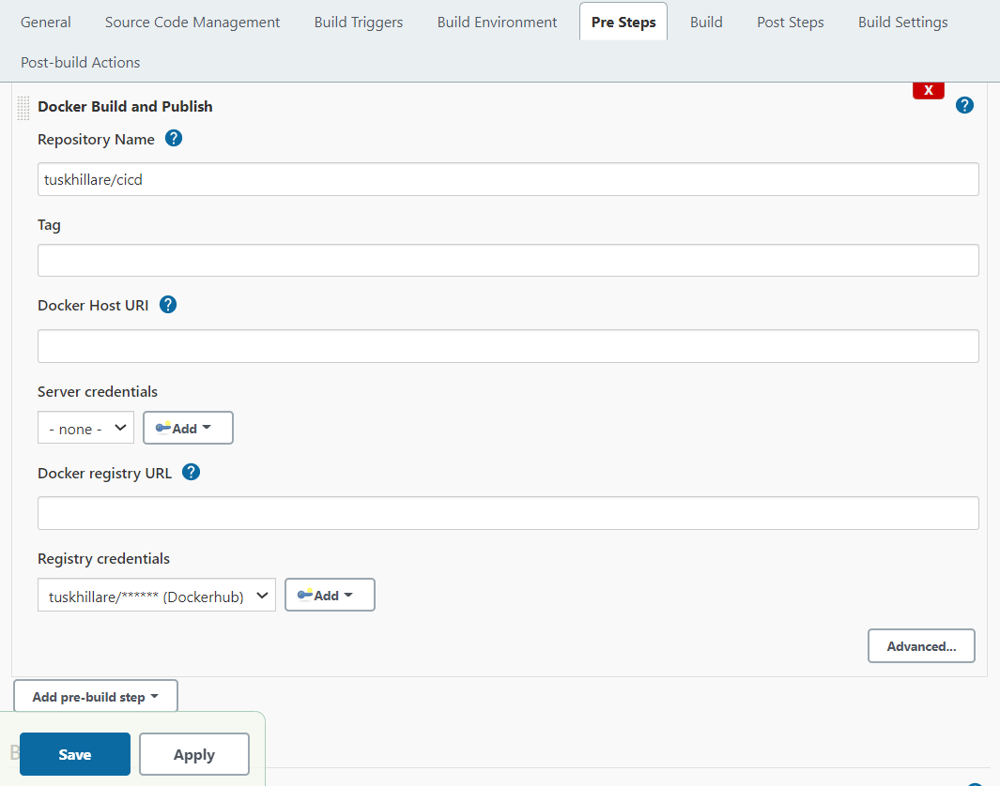 General Source Code Management Build Triggers Build Environment Pre Steps Build Post Steps Build Settings
Post-build Actions
X
Docker Build and Publish ?
Repository Name ?
tuskhillare/cicd
Tag
Docker Host URI ?
Server credentials
- none - Add
Docker registry URL ?
Registry credentials
tuskhillare/****** (Dockerhub) Add
Advanced...
Add pre-build step
Save Apply